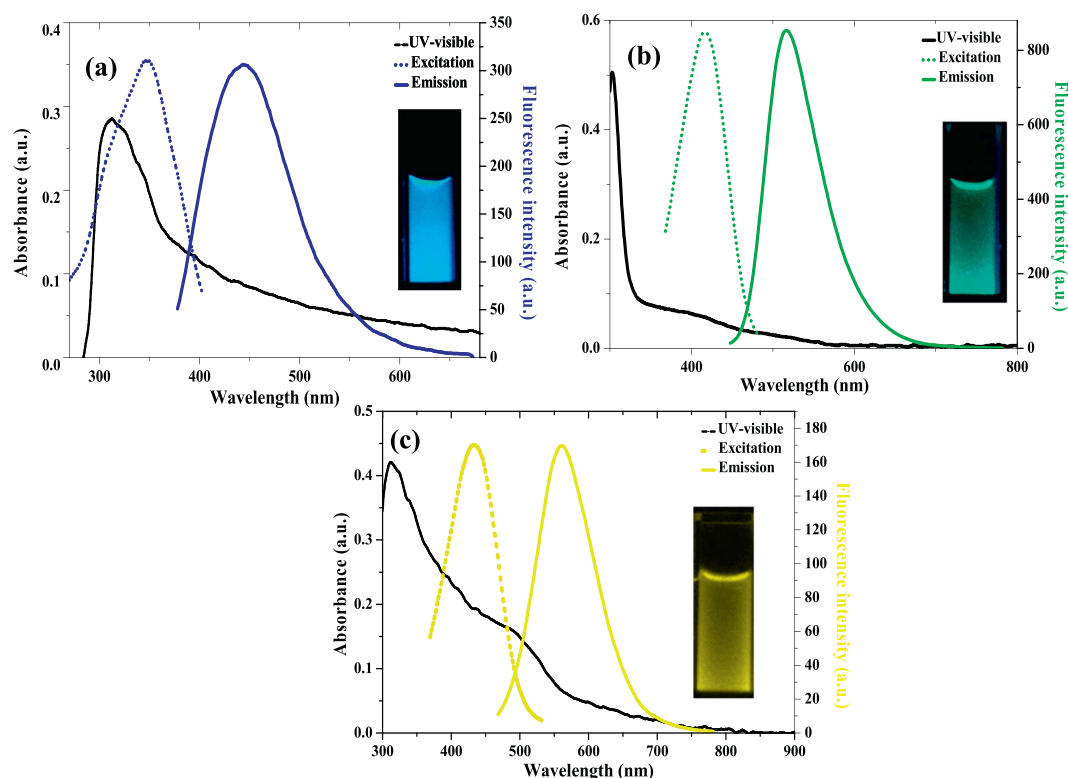 (a)
UV-visible
Excitation
Emission
0.4
0.3
0.2
0.1
0.0
Absorbance (a.u.)
350
300
250
200
150
100
50
0
Fluorescence intensity (a.u.)
300 400 500 600
Wavelength (nm)
(b)
UV-visible
Excitation
Emission
0.6
0.4
0.2
0.0
Absorbance (a.u.)
800
600
400
200
0
Fluorescence intensity (a.u.)
400 600 800
Wavelength (nm)
(c)
UV-visible
Excitation
Emission
0.5
0.4
0.3
0.2
0.1
0.0
Absorbance (a.u.)
180
160
140
120
100
80
60
40
20
0
Fluorescence intensity (a.u.)
300 400 500 600 700 800 900
Wavelength (nm)